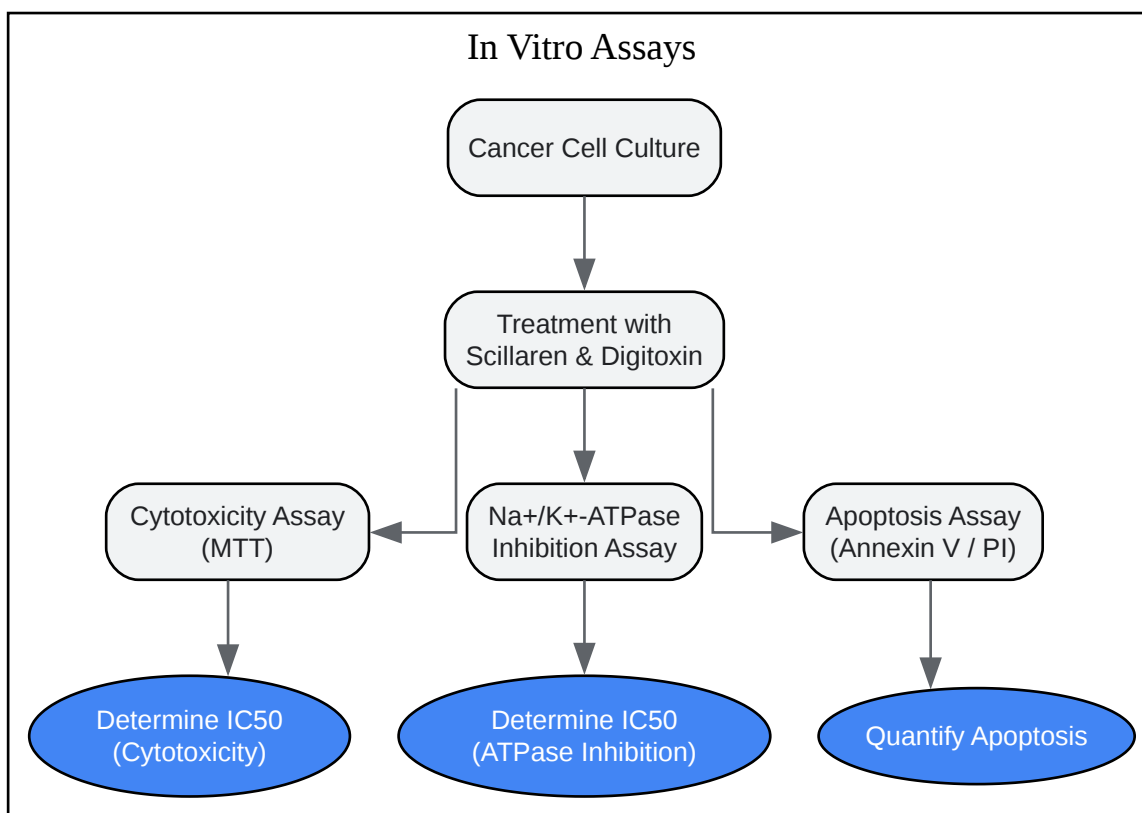 In Vitro Assays
Cancer Cell Culture
Treatment with
Scillaren & Digitoxin
Cytotoxicity Assay
(MTT)
Na+/K+-ATPase
Inhibition Assay
Apoptosis Assay
(Annexin V / PI)
Determine IC50
(Cytotoxicity)
Determine IC50
(ATPase Inhibition)
Quantify Apoptosis